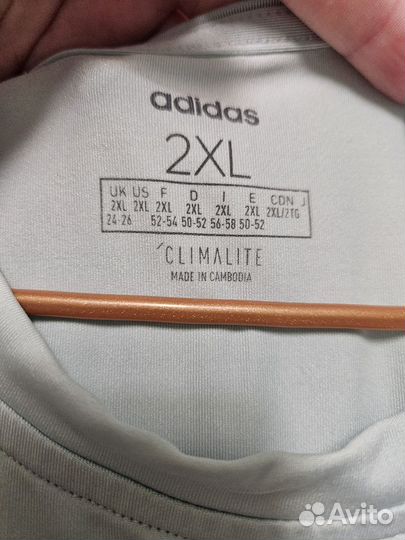 adidas
2XL
UK US F D I E CDN J
2XL 2XL 2XL 2XL 2XL 2XL 2XL/2TG
24-26 52-54 50-52 56-58 50-52
CLIMALITE
MADE IN CAMBODIA
Avito